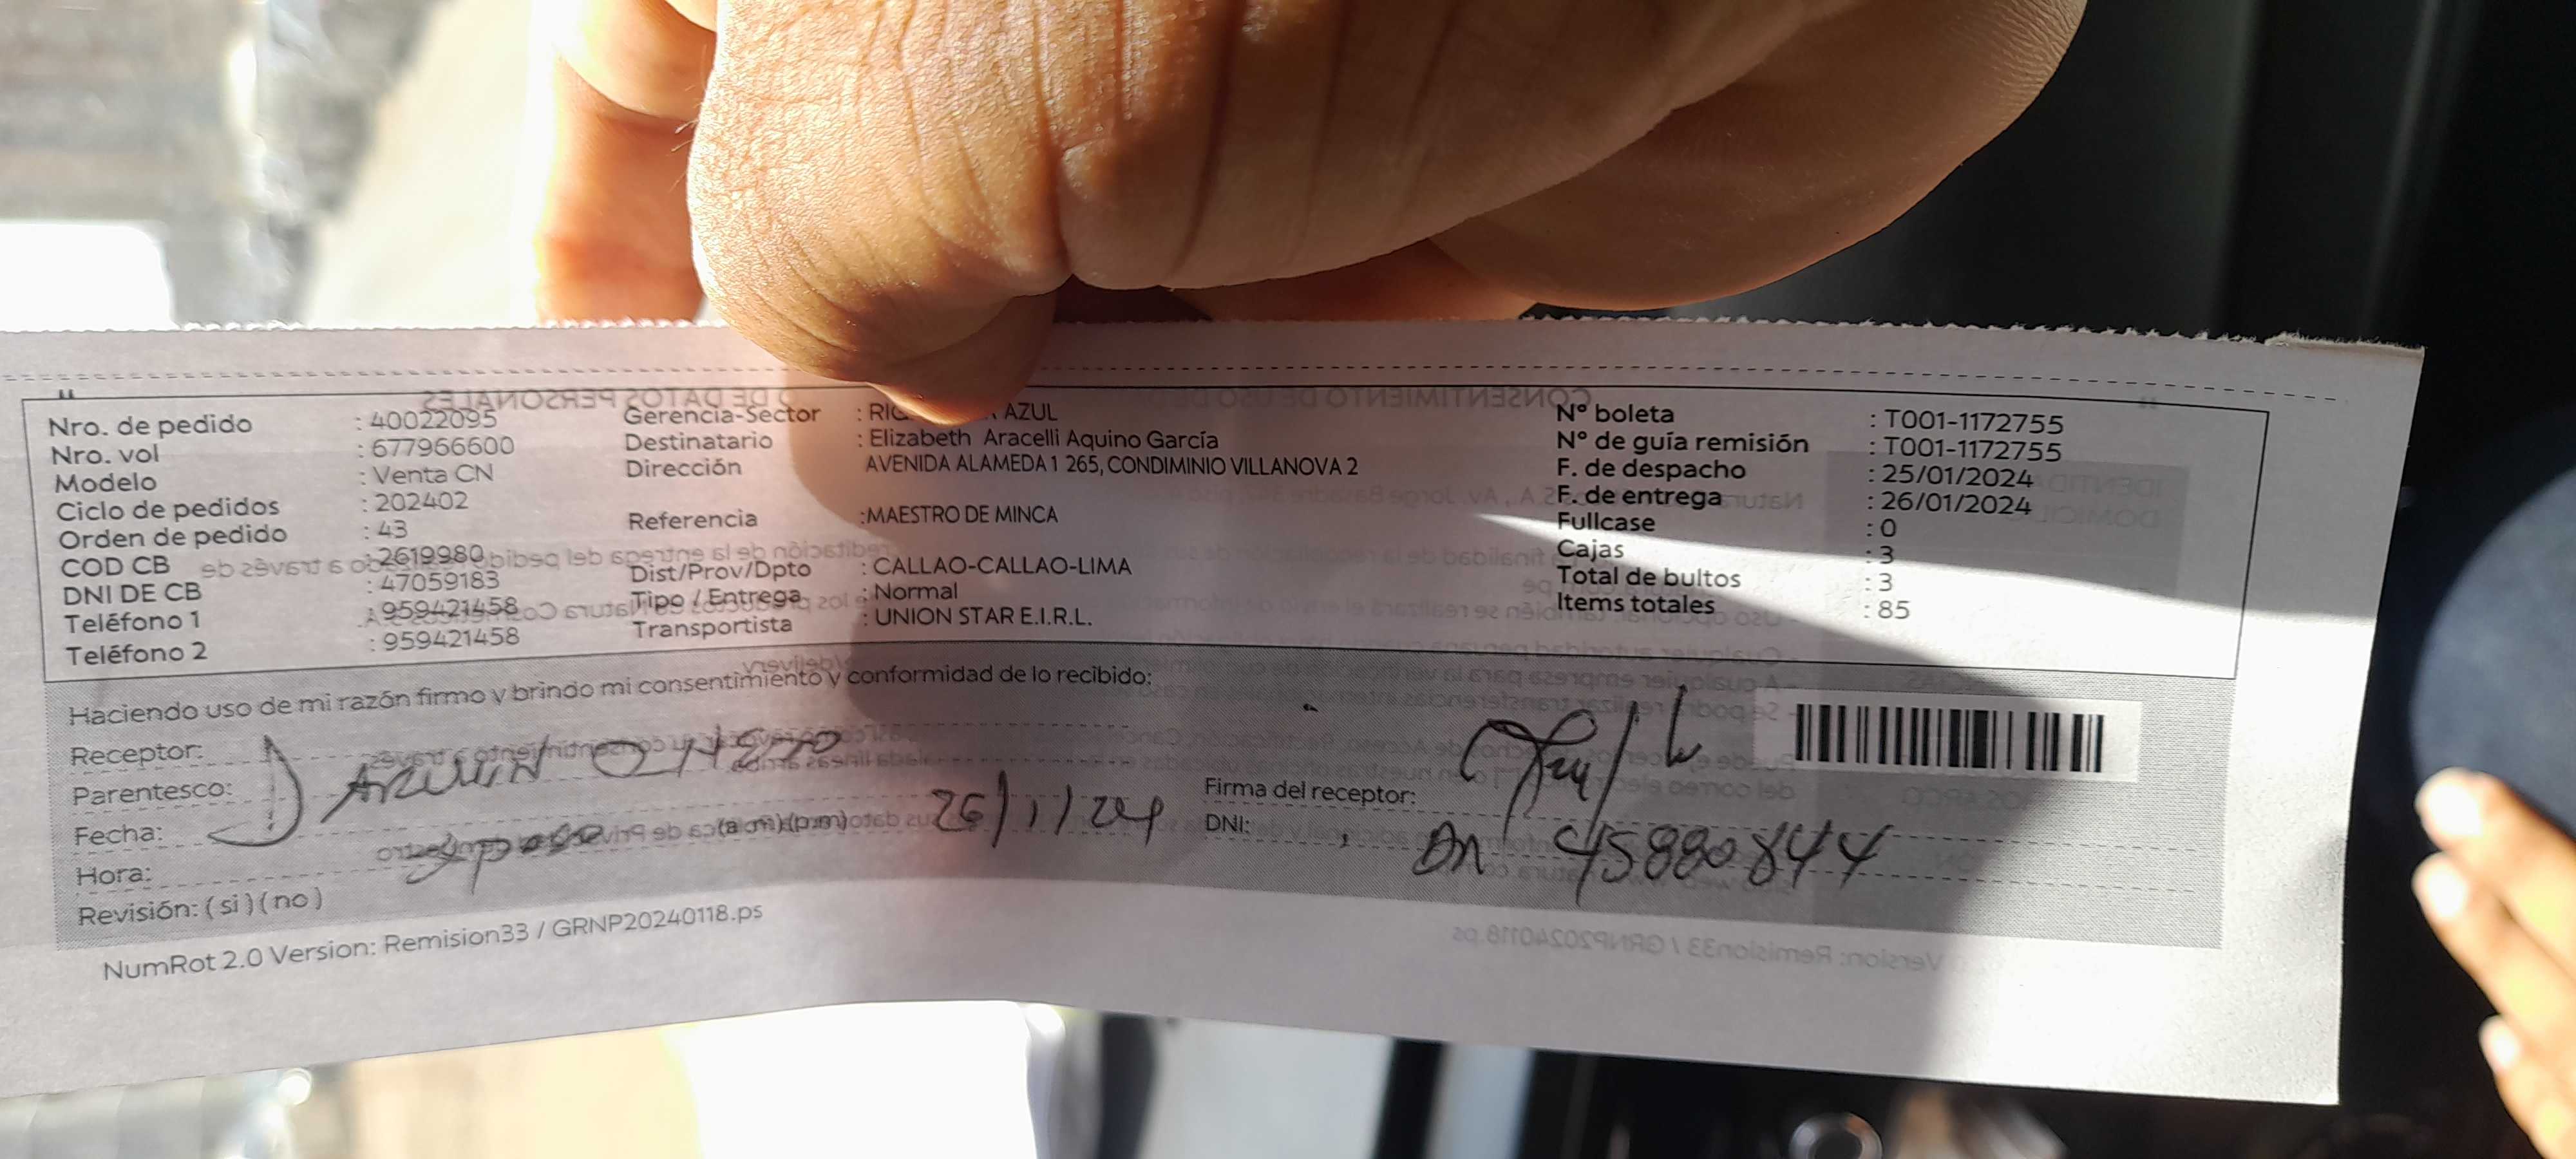 Nro. de pedido : 40022095
Nro. vol : 677966600
Modelo : Venta CN
Ciclo de pedidos : 202402
Orden de pedido : 43
COD CB : 2619980
DNI DE CB : 47059183
Teléfono 1 : 959421458
Teléfono 2 : 959421458
Gerencia-Sector : AZUL
Destinatario : Elizabeth Aracelli Aquino García
Dirección AVENIDA ALAMEDA 1 265, CONDIMINIO VILLANOVA 2
Referencia :MAESTRO DE MINCA
Dist/Prov/Dpto : CALLAO-CALLAO-LIMA
Tipo / Entrega : Normal
Transportista : UNION STAR E.I.R.L.
Nº boleta : T001-1172755
Nº de guía remisión : T001-1172755
F. de despacho : 25/01/2024
F. de entrega : 26/01/2024
Fullcase : 0
Cajas : 3
Total de bultos : 3
Items totales : 85
Haciendo uso de mi razón firmo y brindo mi consentimiento y conformidad de lo recibido:
Receptor:
Parentesco:
Fecha: 26/1/24
Hora: (a.m)(p.m)
Revisión: (si)(no)
Firma del receptor:
DNI: 45880844
NumRot 2.0 Version: Remision33 / GRNP20240118.ps